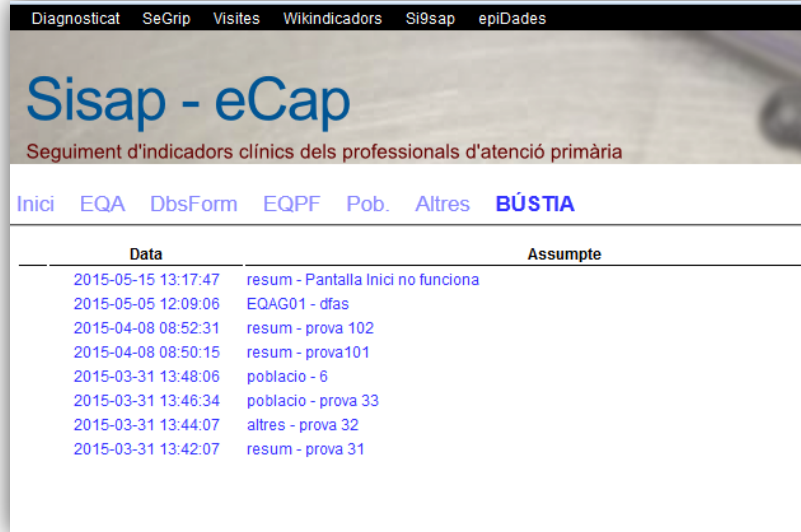 Diagnosticat SeGrip Visites Wikindicadors Si9sap epiDades
Sisap - eCap
Seguiment d'indicadors clínics dels professionals d'atenció primària
Inici EQA DbsForm EQPF Pob. Altres BÚSTIA
Data Assumpte
2015-05-15 13:17:47 resum - Pantalla Inici no funciona
2015-05-05 12:09:06 EQAG01 - dfas
2015-04-08 08:52:31 resum - prova 102
2015-04-08 08:50:15 resum - prova101
2015-03-31 13:48:06 poblacio - 6
2015-03-31 13:46:34 poblacio - prova 33
2015-03-31 13:44:07 altres - prova 32
2015-03-31 13:42:07 resum - prova 31